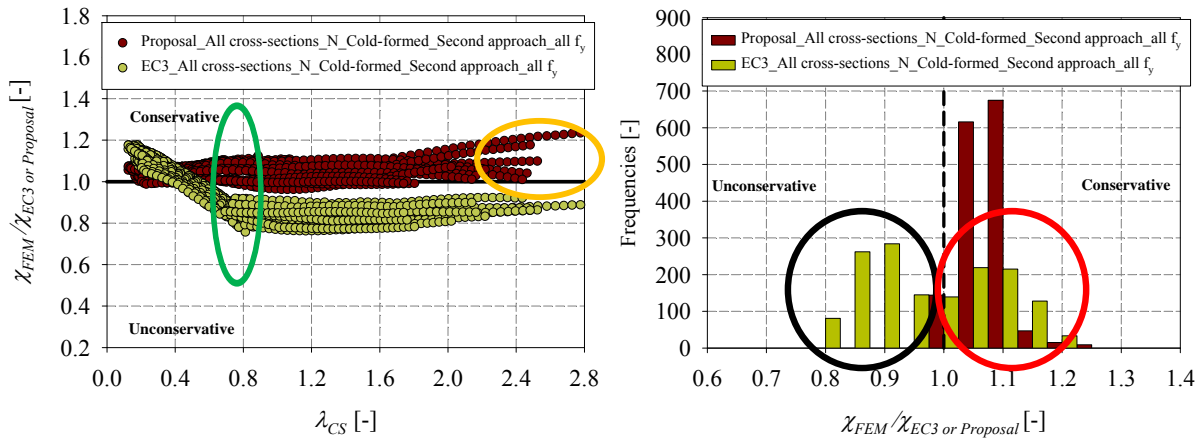 1.8
1.6
1.4
1.2
1.0
0.8
0.6
0.4
0.2
χFEM/χEC3 or Proposal [-]
Proposal_All cross-sections_N_Cold-formed_Second approach_all fy
EC3_All cross-sections_N_Cold-formed_Second approach_all fy
Conservative
Unconservative
0.0 0.4 0.8 1.2 1.6 2.0 2.4 2.8
λCS [-]
900
800
700
600
500
400
300
200
100
0
Frequencies [-]
Proposal_All cross-sections_N_Cold-formed_Second approach_all fy
EC3_All cross-sections_N_Cold-formed_Second approach_all fy
Unconservative
Conservative
0.6 0.7 0.8 0.9 1.0 1.1 1.2 1.3 1.4
χFEM/χEC3 or Proposal [-]